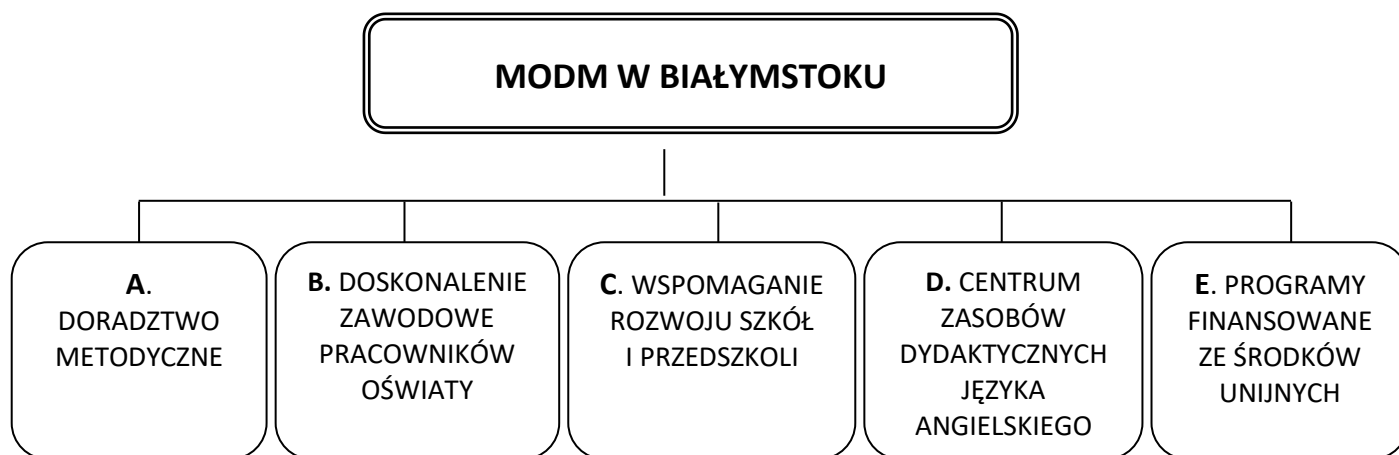 MODM W BIAŁYMSTOKU
A.
DORADZTWO
METODYCZNE
B. DOSKONALENIE
ZAWODOWE
PRACOWNIKÓW
OŚWIATY
C. WSPOMAGANIE
ROZWOJU SZKÓŁ
I PRZEDSZKOLI
D. CENTRUM
ZASOBÓW
DYDAKTYCZNYCH
JĘZYKA
ANGIELSKIEGO
E. PROGRAMY
FINANSOWANE
ZE ŚRODKÓW
UNIJNYCH